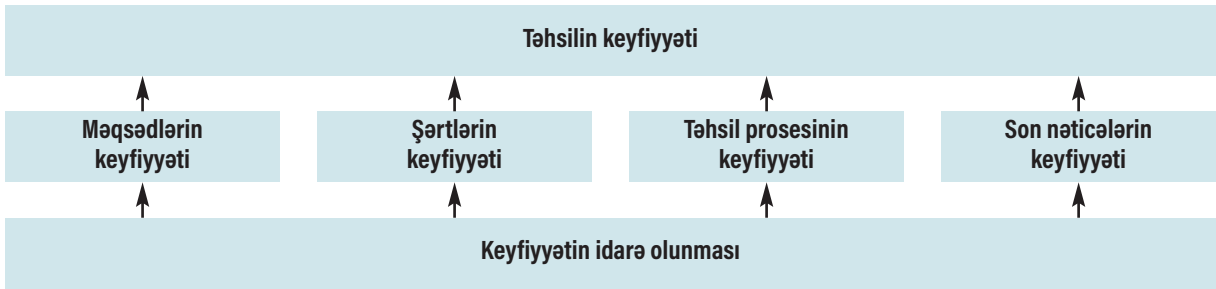 Təhsilin keyfiyyəti
Məqsədlərin
keyfiyyəti
Şərtlərin
keyfiyyəti
Təhsil prosesinin
keyfiyyəti
Son nəticələrin
keyfiyyəti
Keyfiyyətin idarə olunması